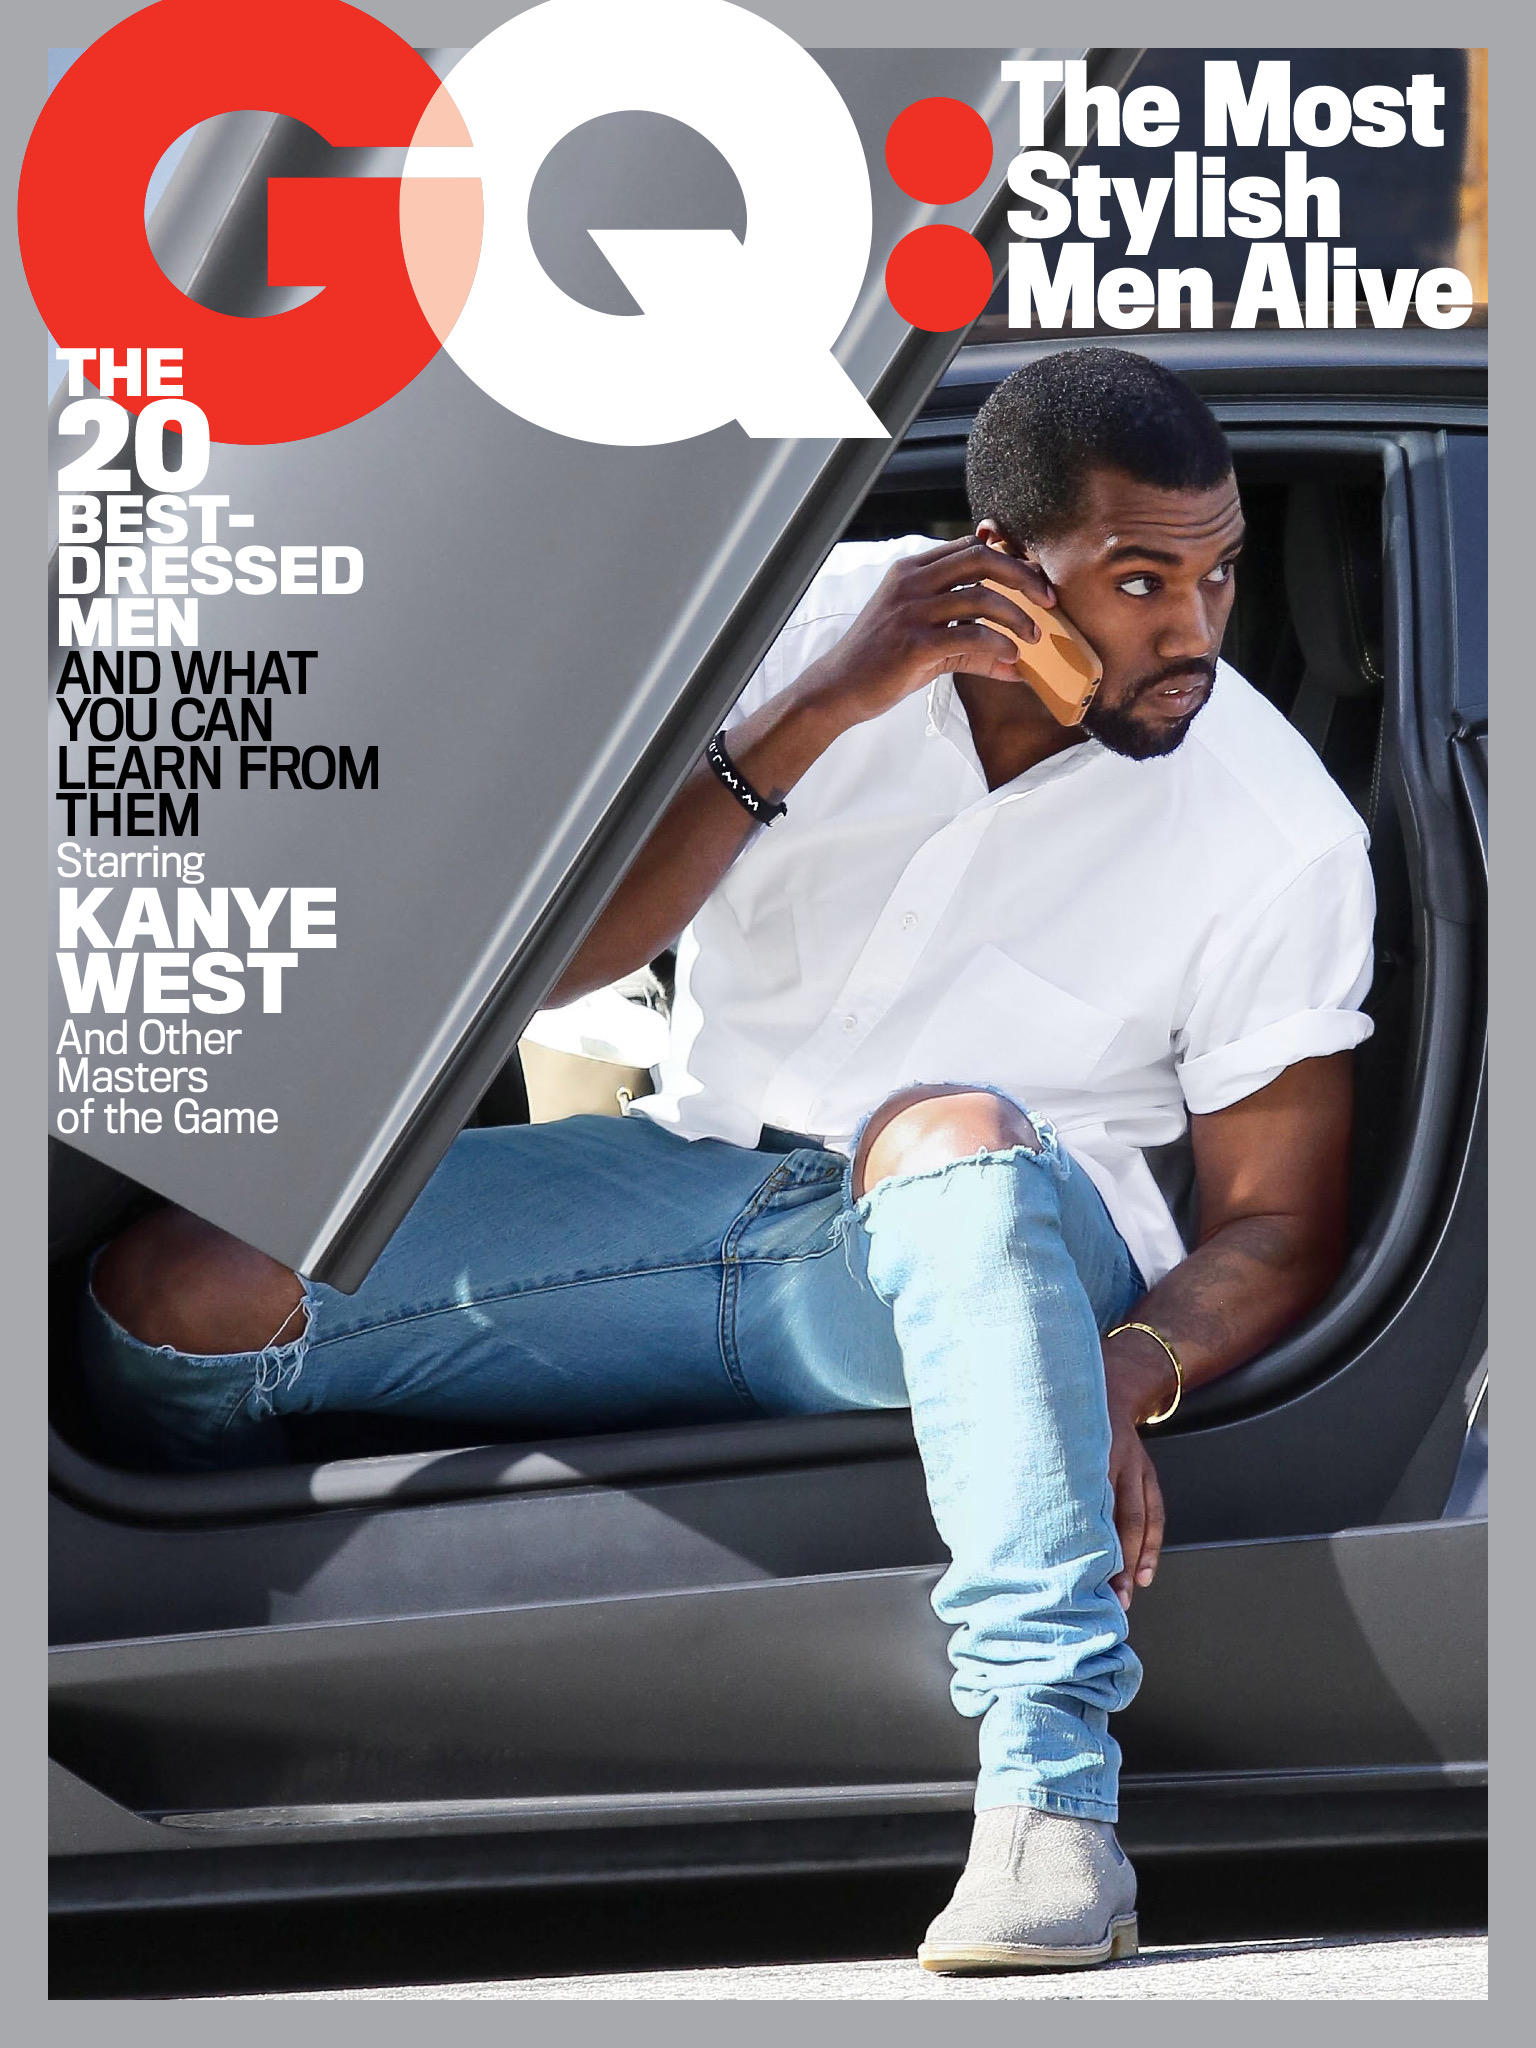 GQ:
The Most
Stylish
Men Alive
THE
20
BEST-
DRESSED
MEN
AND WHAT
YOU CAN
LEARN FROM
THEM
Starring
KANYE
WEST
And Other
Masters
of the Game